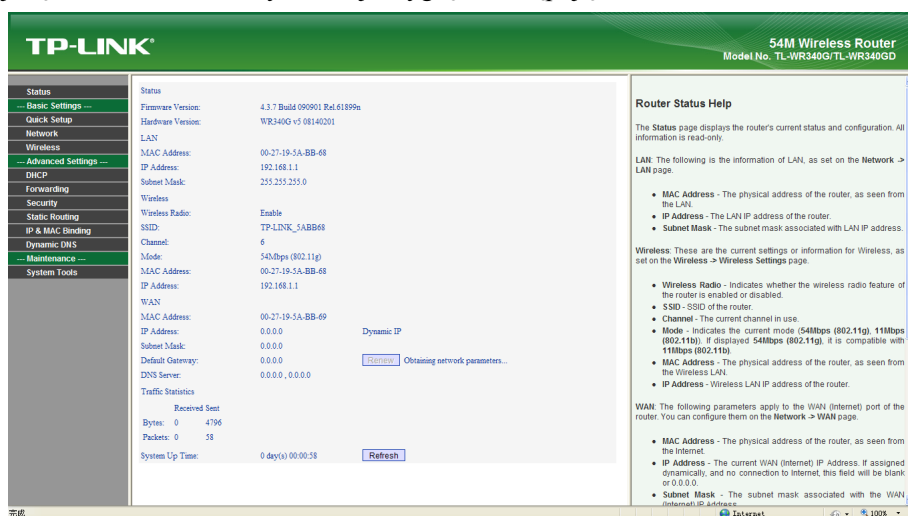 TP-LINK®
54M Wireless Router
Model No. TL-WR340G/TL-WR340GD
Status
--- Basic Settings ---
Quick Setup
Network
Wireless
--- Advanced Settings ---
DHCP
Forwarding
Security
Static Routing
IP & MAC Binding
Dynamic DNS
--- Maintenance ---
System Tools
Status
Firmware Version: 4.3.7 Build 090901 Rel.61899n
Hardware Version: WR340G v5 08140201
LAN
MAC Address: 00-27-19-5A-BB-68
IP Address: 192.168.1.1
Subnet Mask: 255.255.255.0
Wireless
Wireless Radio: Enable
SSID: TP-LINK_5ABB68
Channel: 6
Mode: 54Mbps (802.11g)
MAC Address: 00-27-19-5A-BB-68
IP Address: 192.168.1.1
WAN
MAC Address: 00-27-19-5A-BB-69
IP Address: 0.0.0.0 Dynamic IP
Subnet Mask: 0.0.0.0
Default Gateway: 0.0.0.0 Renew Obtaining network parameters...
DNS Server: 0.0.0.0 , 0.0.0.0
Traffic Statistics
Received Sent
Bytes: 0 4796
Packets: 0 58
System Up Time: 0 day(s) 00:00:58 Refresh
Router Status Help
The Status page displays the router's current status and configuration. All
information is read-only.
LAN: The following is the information of LAN, as set on the Network ->
LAN page.
• MAC Address - The physical address of the router, as seen from
the LAN.
• IP Address - The LAN IP address of the router.
• Subnet Mask - The subnet mask associated with LAN IP address.
Wireless: These are the current settings or information for Wireless, as
set on the Wireless -> Wireless Settings page.
• Wireless Radio - Indicates whether the wireless radio feature of
the router is enabled or disabled.
• SSID - SSID of the router.
• Channel - The current channel in use.
• Mode - Indicates the current mode (54Mbps (802.11g), 11Mbps
(802.11b)). If displayed 54Mbps (802.11g), it is compatible with
11Mbps (802.11b).
• MAC Address - The physical address of the router, as seen from
the Wireless LAN.
• IP Address - Wireless LAN IP address of the router.
WAN: The following parameters apply to the WAN (Internet) port of the
router. You can configure them on the Network -> WAN page.
• MAC Address - The physical address of the router, as seen from
the Internet.
• IP Address - The current WAN (Internet) IP Address. If assigned
dynamically, and no connection to Internet, this field will be blank
or 0.0.0.0.
• Subnet Mask - The subnet mask associated with the WAN
(Internet) IP Address.
完成
Internet
100%